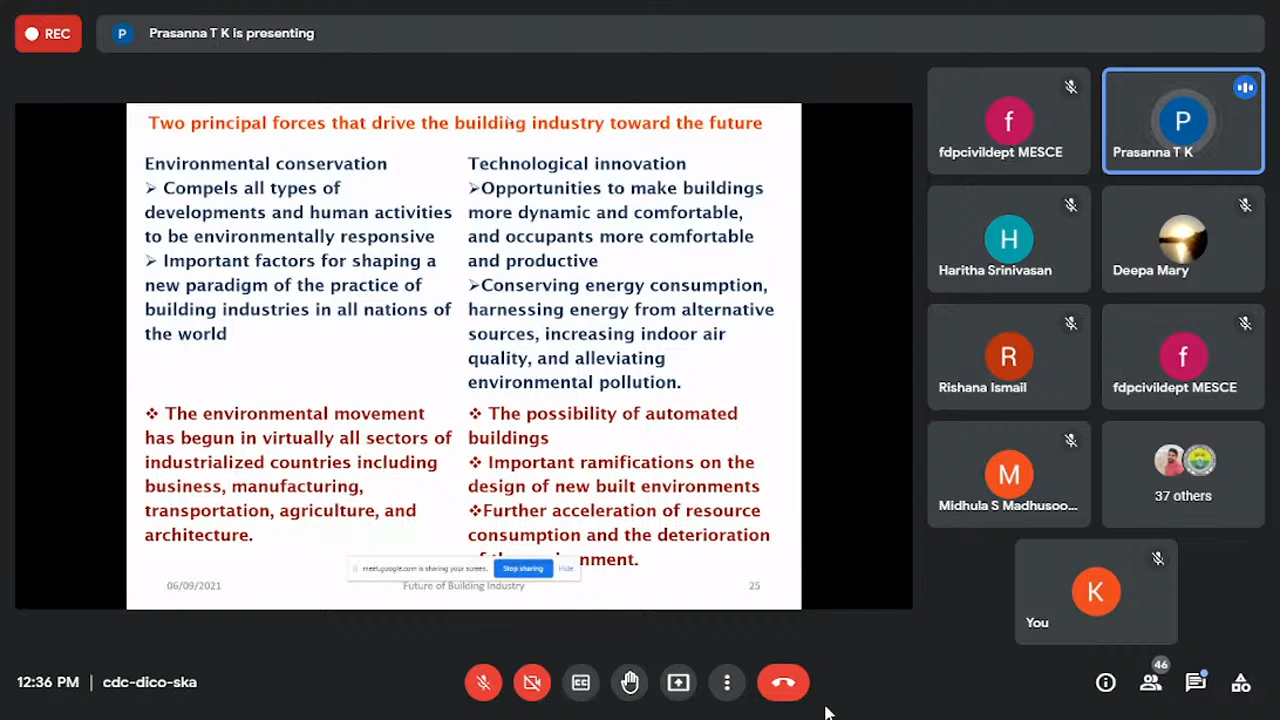 REC
P
Prasanna T K is presenting
Two principal forces that drive the building industry toward the future
Environmental conservation
➢ Compels all types of
developments and human activities
to be environmentally responsive
➢ Important factors for shaping a
new paradigm of the practice of
building industries in all nations of
the world
Technological innovation
➢Opportunities to make buildings
more dynamic and comfortable,
and occupants more comfortable
and productive
➢Conserving energy consumption,
harnessing energy from alternative
sources, increasing indoor air
quality, and alleviating
environmental pollution.
❖ The environmental movement
has begun in virtually all sectors of
industrialized countries including
business, manufacturing,
transportation, agriculture, and
architecture.
❖ The possibility of automated
buildings
❖ Important ramifications on the
design of new built environments
❖Further acceleration of resource
consumption and the deterioration
meet.google.com is sharing your screen.
Stop sharing
Hide
06/09/2021
Future of Building Industry
25
f
fdpcivildept MESCE
P
Prasanna T K
H
Haritha Srinivasan
Deepa Mary
R
Rishana Ismail
f
fdpcivildept MESCE
M
Midhula S Madhusoo...
37 others
K
You
12:36 PM | cdc-dico-ska
CC
46